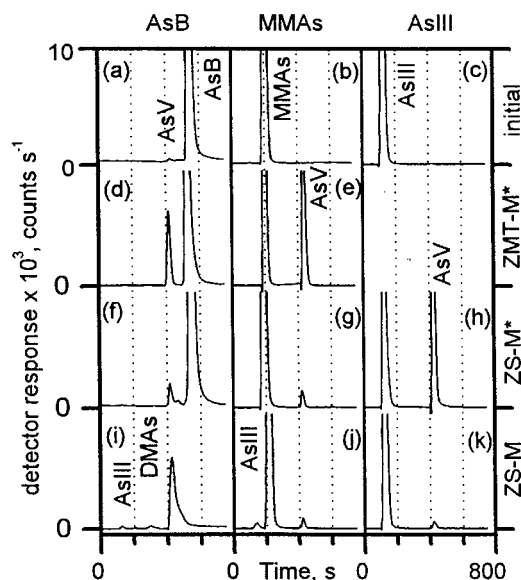 AsB MMAs AsIII
10 (a) AsV AsB (b) MMAs (c) AsIII initial
0
(d) (e) AsV ZMT-M*
0
(f) (g) (h) AsV ZS-M*
0
(i) AsIII DMAs (j) AsIII (k) ZS-M
0
0 Time, s 0 800
detector response x 10³, counts s⁻¹